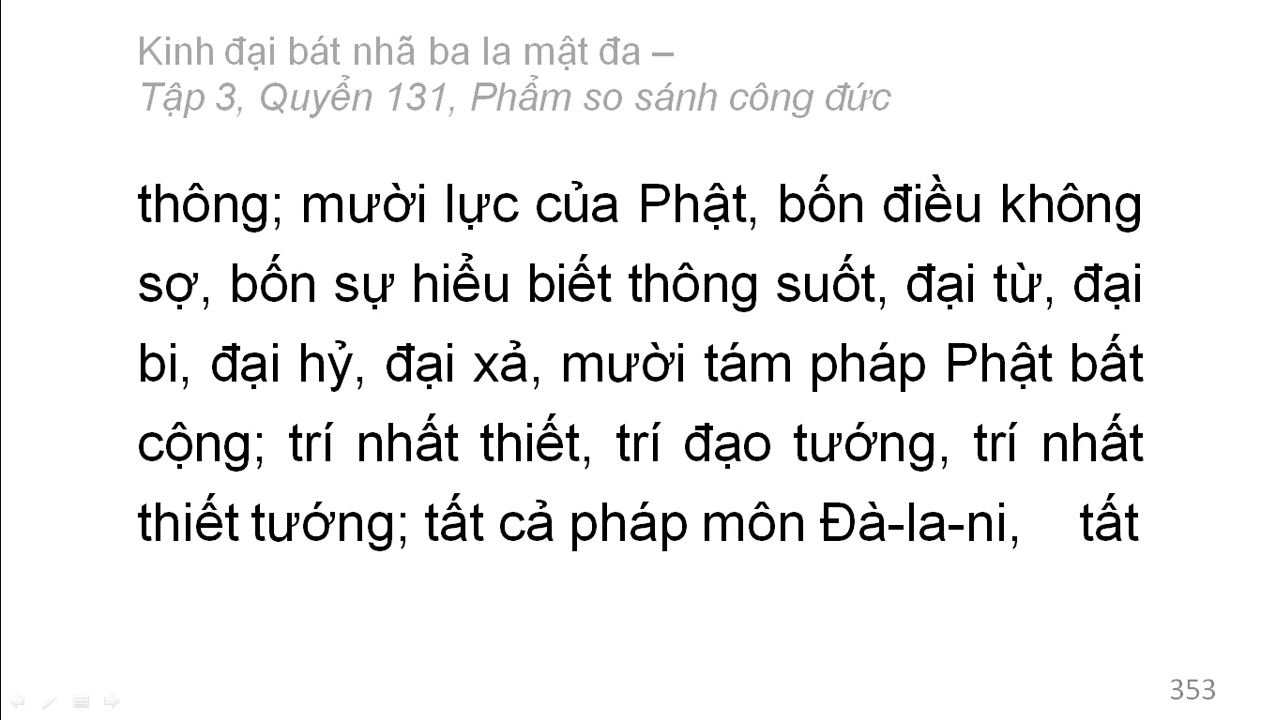 Kinh đại bát nhã ba la mật đa –
Tập 3, Quyển 131, Phẩm so sánh công đức
thông; mười lực của Phật, bốn điều không
sợ, bốn sự hiểu biết thông suốt, đại từ, đại
bi, đại hỷ, đại xả, mười tám pháp Phật bất
cộng; trí nhất thiết, trí đạo tướng, trí nhất
thiết tướng; tất cả pháp môn Đà-la-ni, tất
353